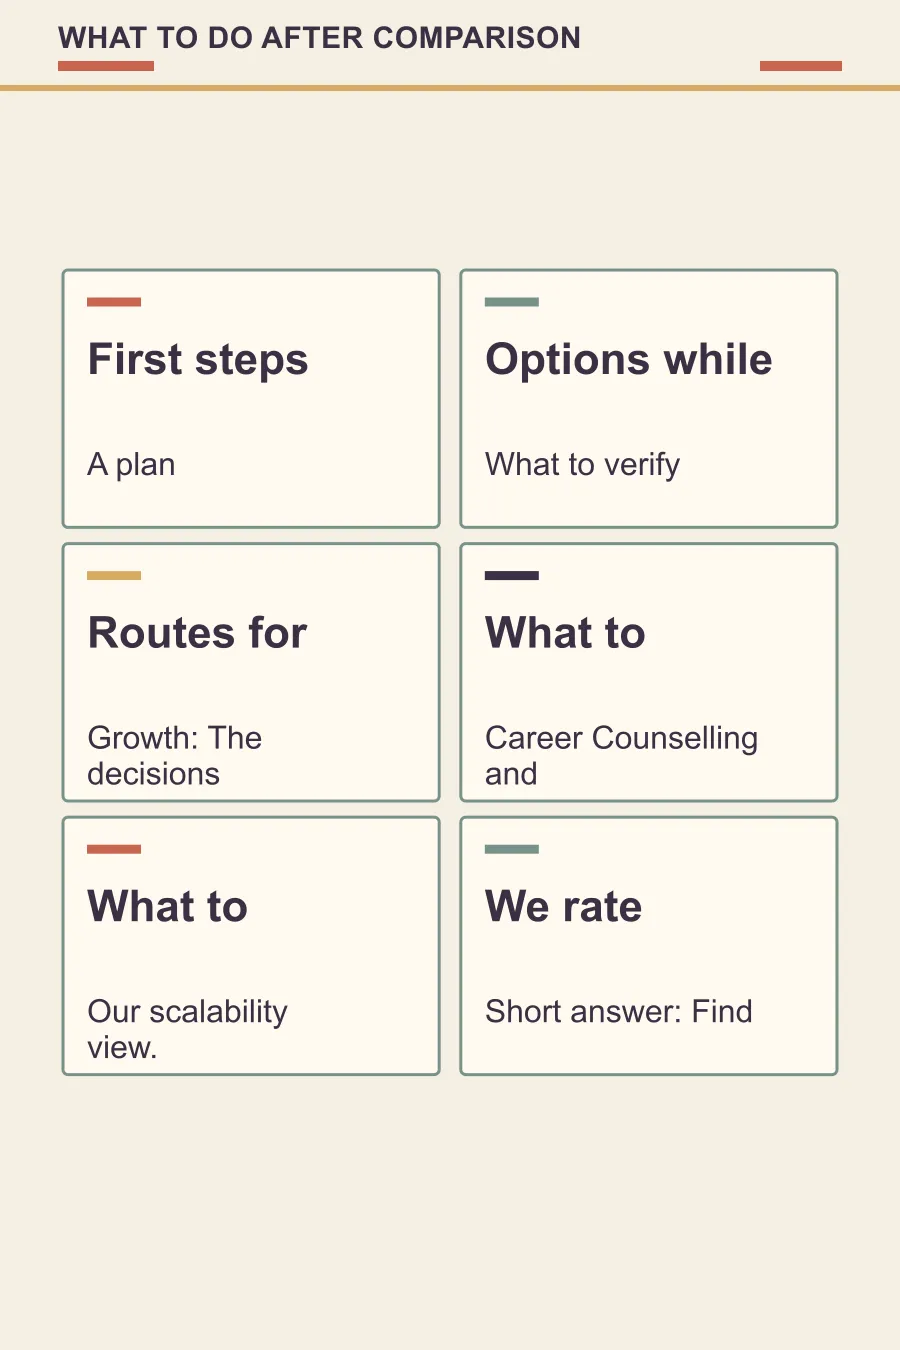 WHAT TO DO AFTER COMPARISON
First steps
A plan
Options while
What to verify
Routes for
Growth: The
decisions
What to
Career Counselling
and
What to
Our scalability
view.
We rate
Short answer: Find